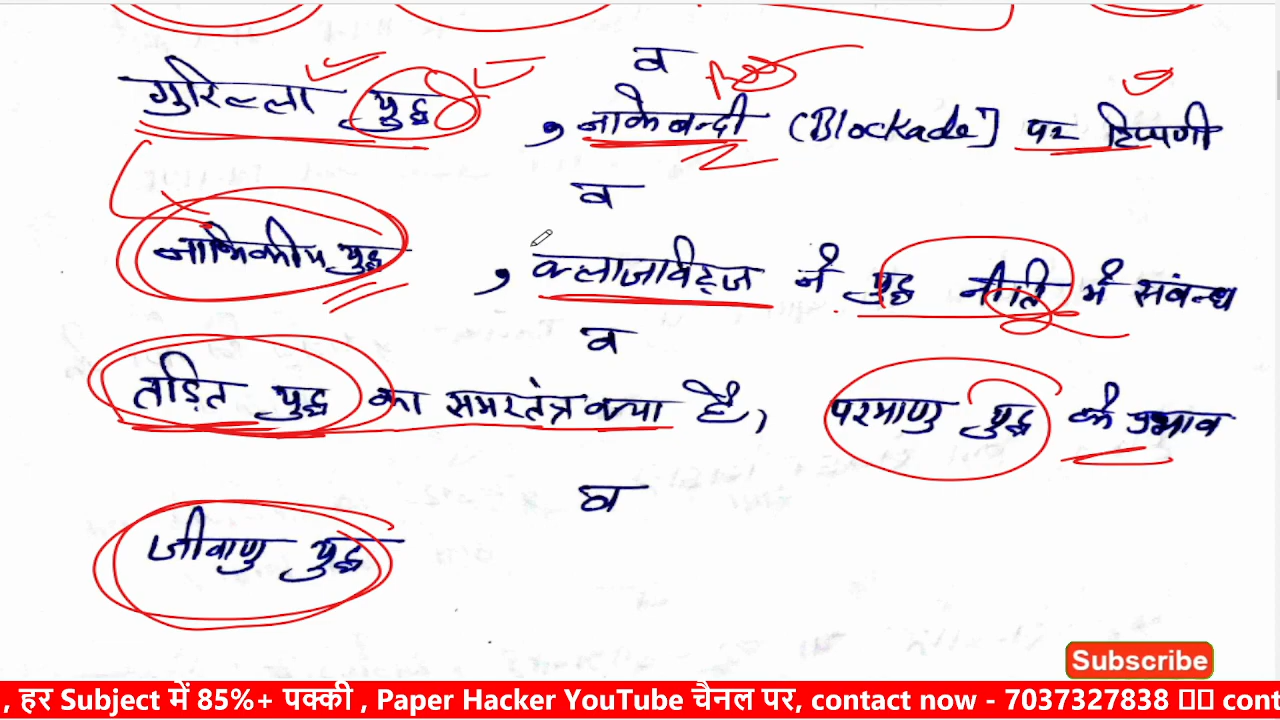 व
गुरिल्ला युद्ध , नाकेबन्दी (Blockade) पर टिप्पणी
व
नाभिकीय युद्ध , क्लाजाविट्ज ने युद्ध नीति में संबन्ध
व
तड़ित युद्ध का समरतंत्र क्या है, परमाणु युद्ध के प्रभाव
व
जीवाणु युद्ध
Subscribe
, हर Subject में 85%+ पक्की , Paper Hacker YouTube चैनल पर, contact now - 7037327838 □□ cont